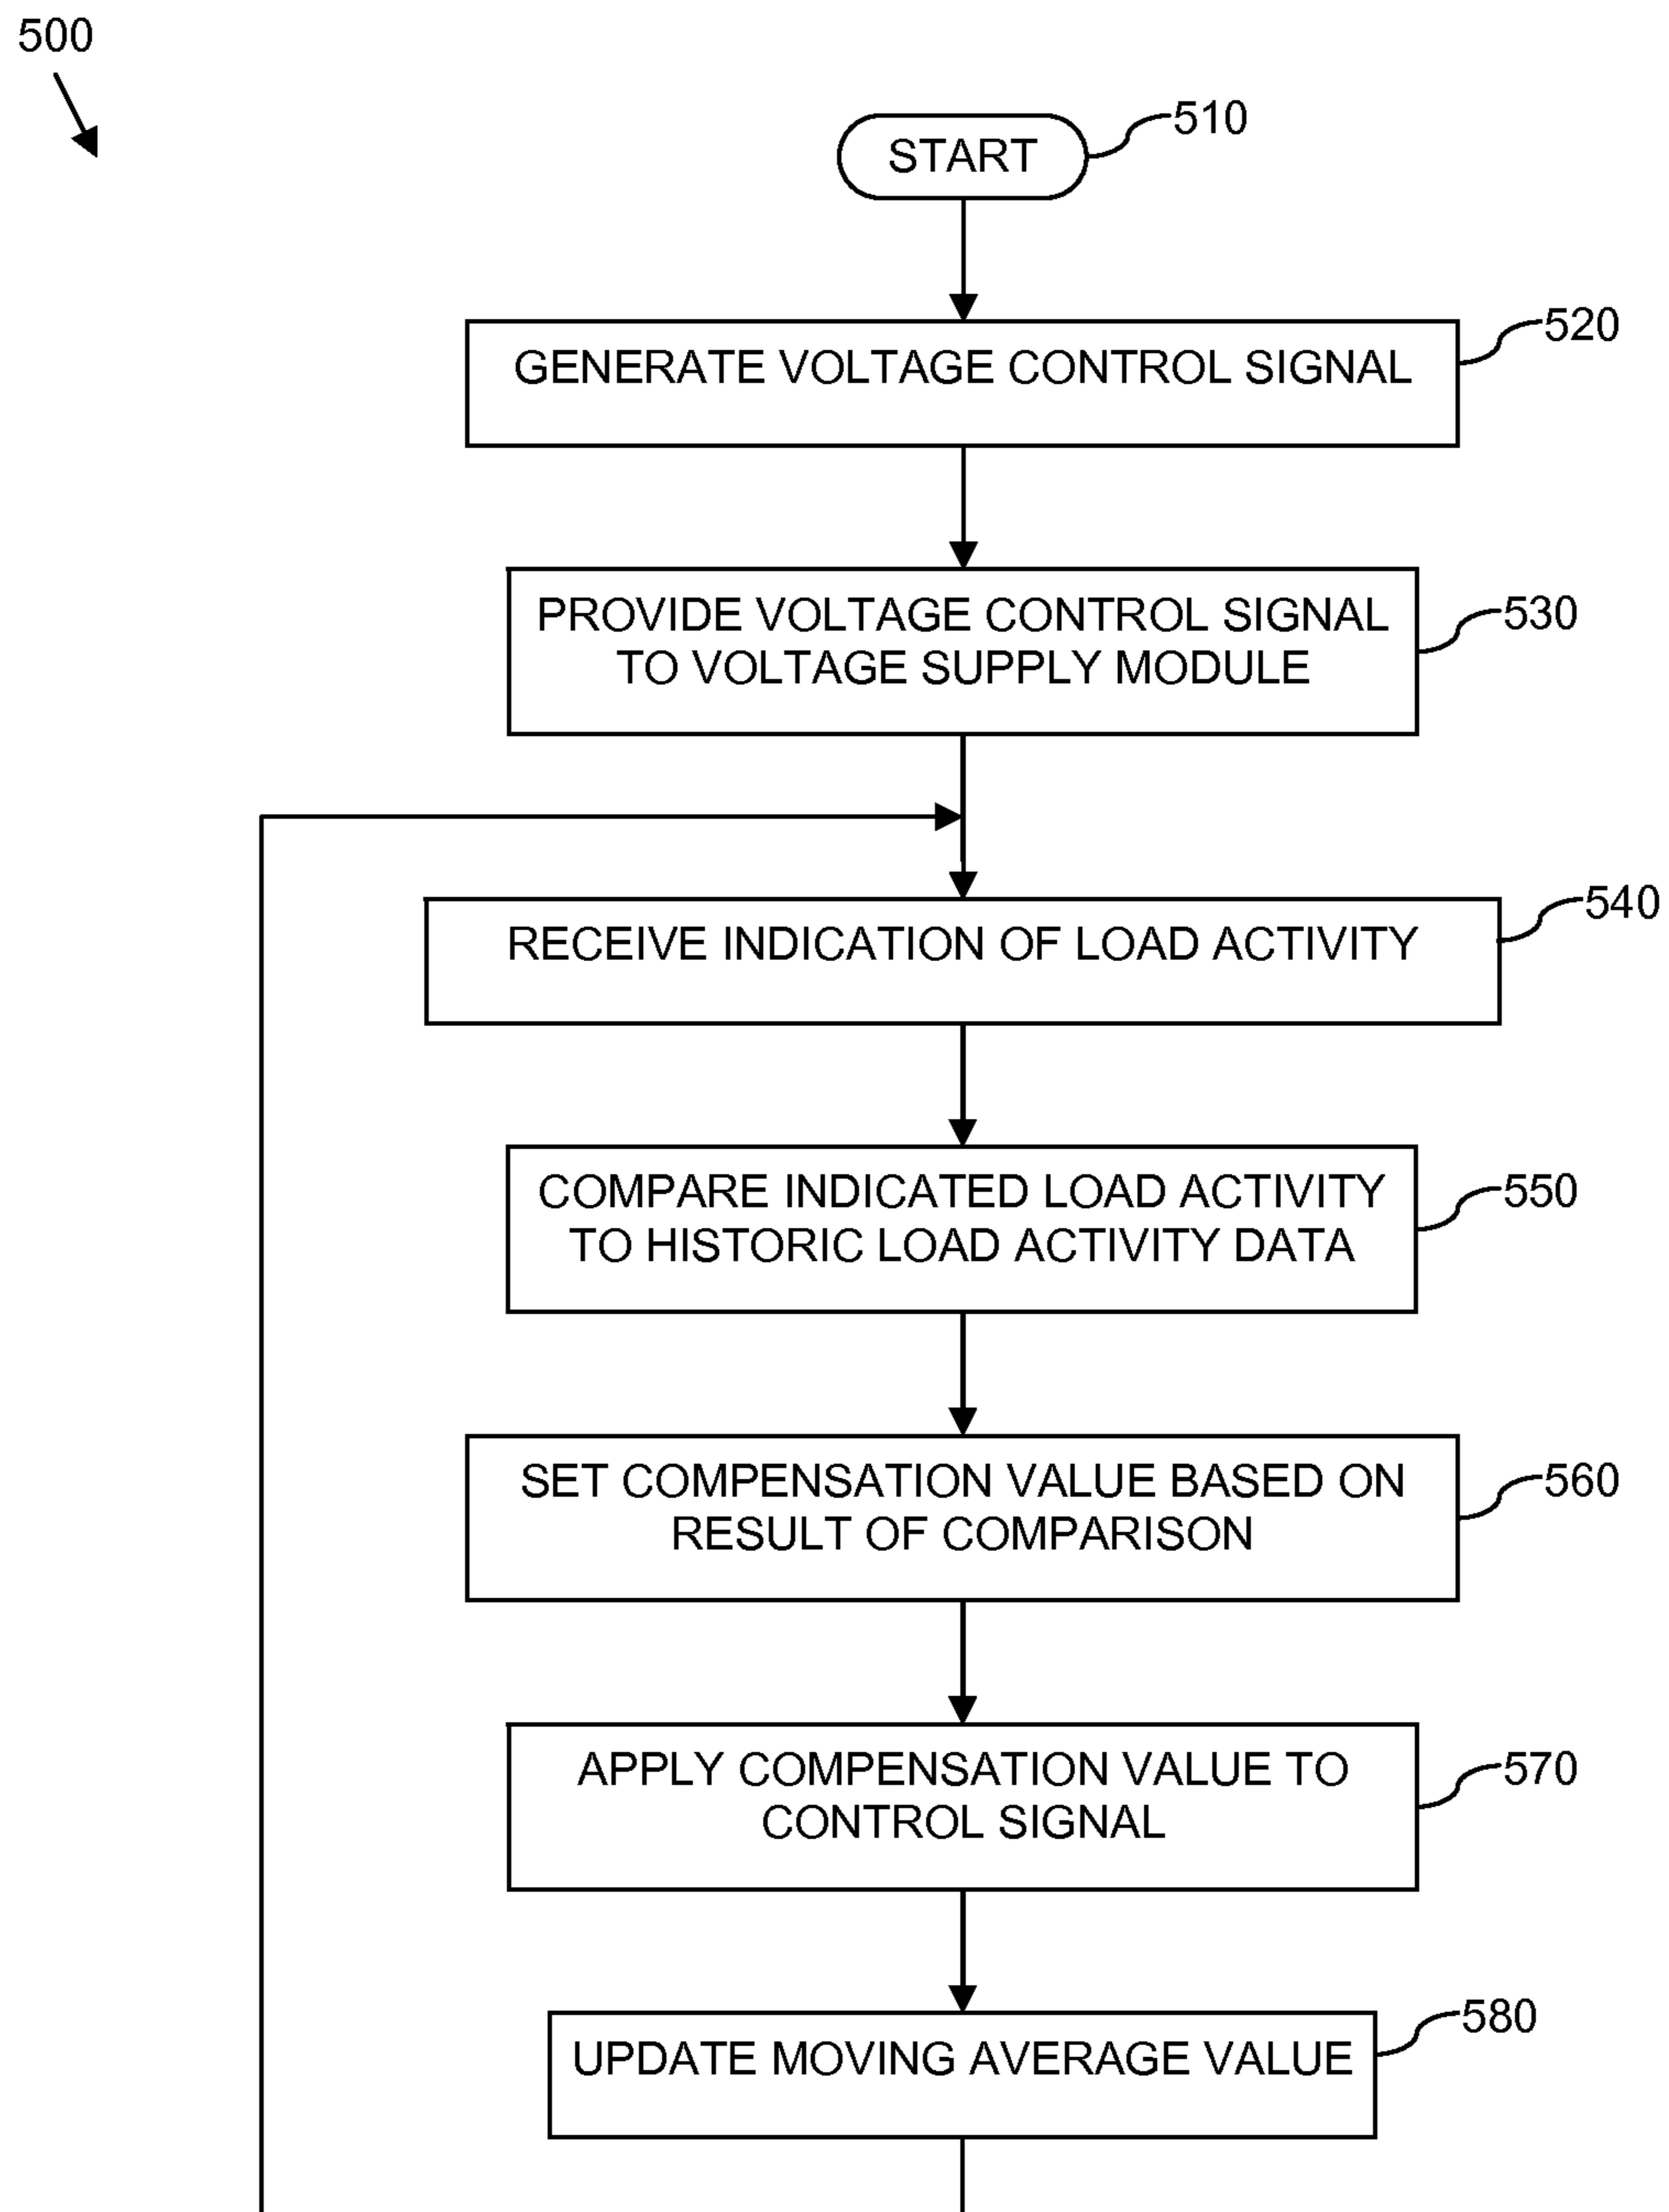 500
START
510
GENERATE VOLTAGE CONTROL SIGNAL
520
PROVIDE VOLTAGE CONTROL SIGNAL
TO VOLTAGE SUPPLY MODULE
530
RECEIVE INDICATION OF LOAD ACTIVITY
540
COMPARE INDICATED LOAD ACTIVITY
TO HISTORIC LOAD ACTIVITY DATA
550
SET COMPENSATION VALUE BASED ON
RESULT OF COMPARISON
560
APPLY COMPENSATION VALUE TO
CONTROL SIGNAL
570
UPDATE MOVING AVERAGE VALUE
580